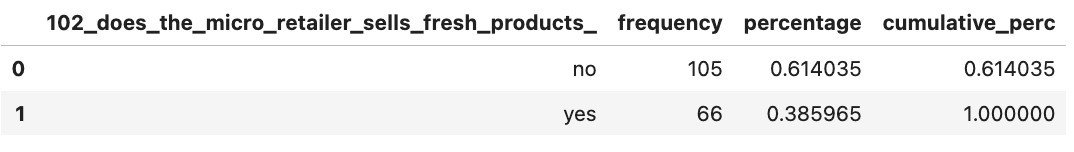 102_does_the_micro_retailer_sells_fresh_products_ frequency percentage cumulative_perc
0 no 105 0.614035 0.614035
1 yes 66 0.385965 1.000000